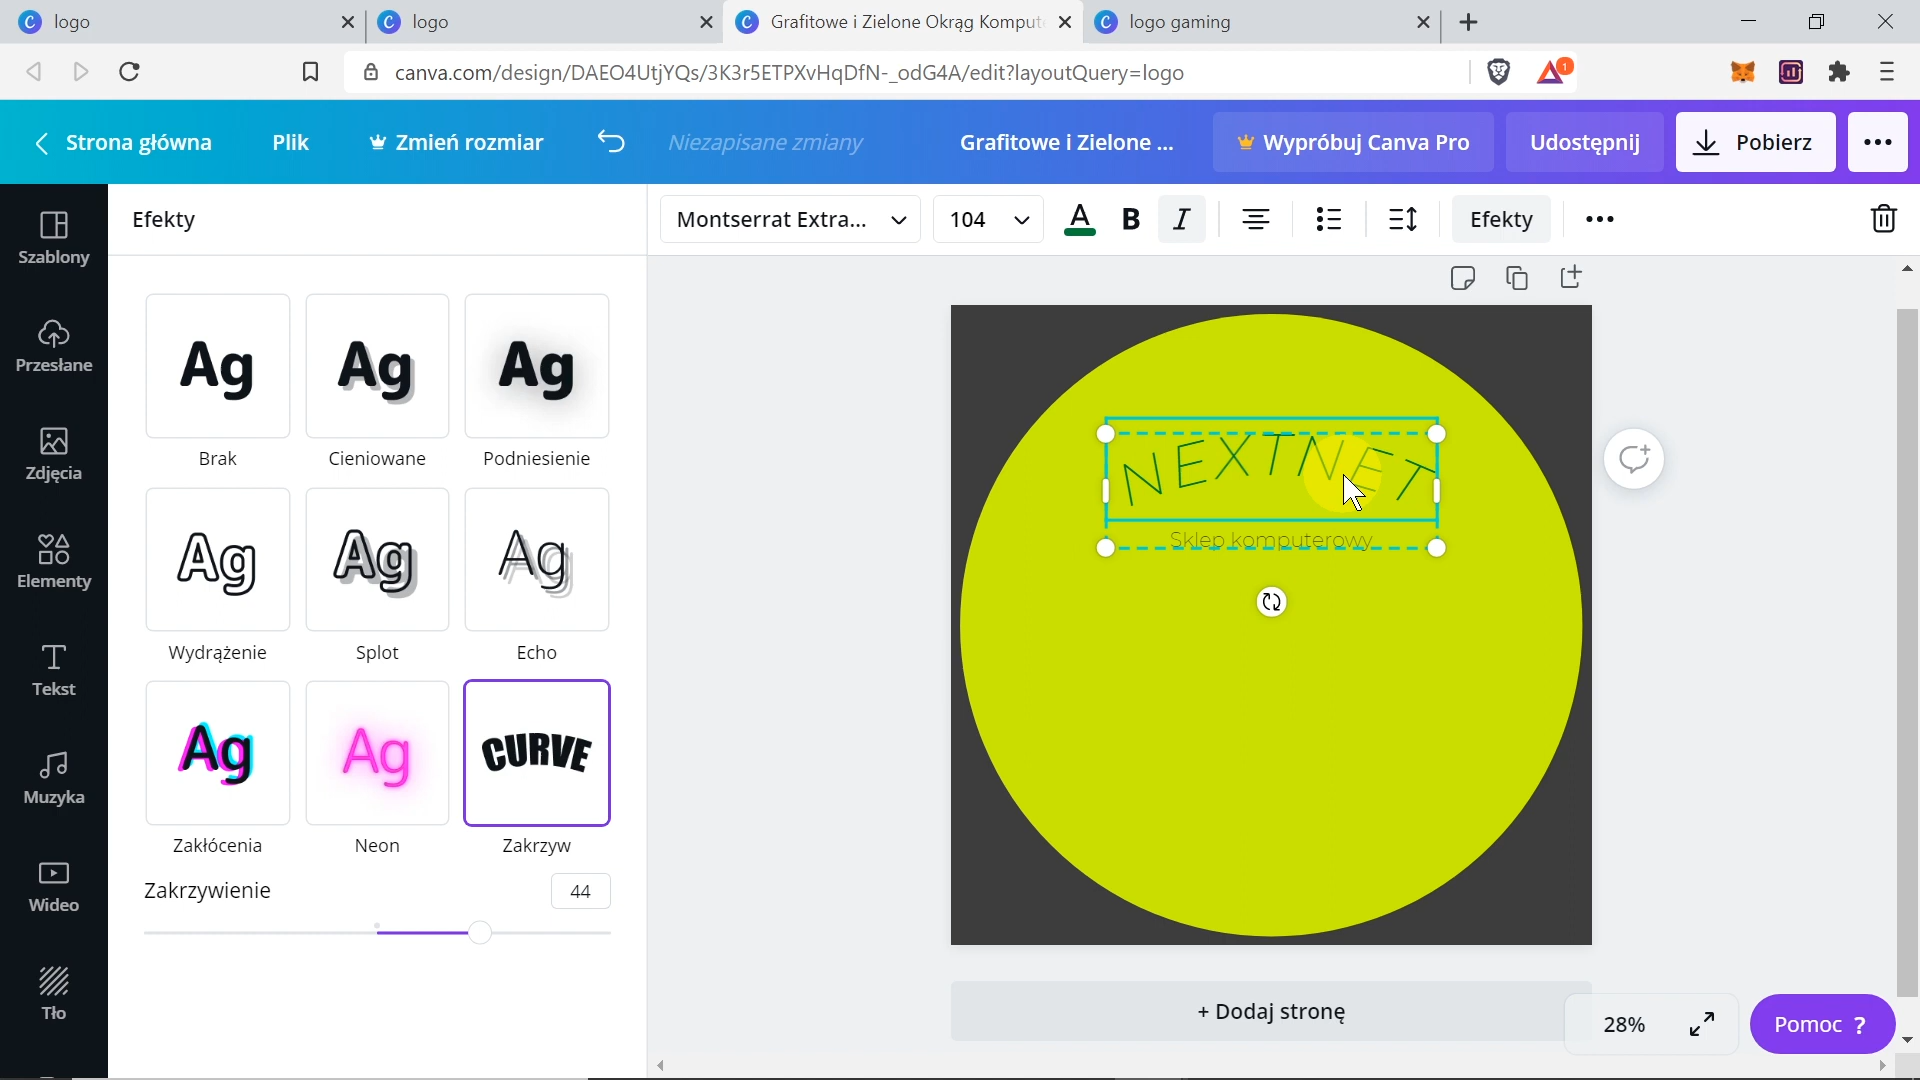 logo
logo
Grafitowe i Zielone Okrąg Komput
logo gaming
canva.com/design/DAEO4UtjYQs/3K3r5ETPXvHqDfN-_odG4A/edit?layoutQuery=logo
1
Strona główna
Plik
Zmień rozmiar
Niezapisane zmiany
Grafitowe i Zielone ...
Wypróbuj Canva Pro
Udostępnij
Pobierz
Szablony
Przesłane
Zdjęcia
Elementy
Tekst
Muzyka
Wideo
Tło
Efekty
Montserrat Extra...
104
A
B
I
Efekty
Ag
Ag
Ag
Brak
Cieniowane
Podniesienie
Ag
Ag
Ag
Wydrążenie
Splot
Echo
Ag
Ag
CURVE
Zakłócenia
Neon
Zakrzyw
Zakrzywienie
44
NEXTNET
Sklep komputerowy
+ Dodaj stronę
28%
Pomoc ?